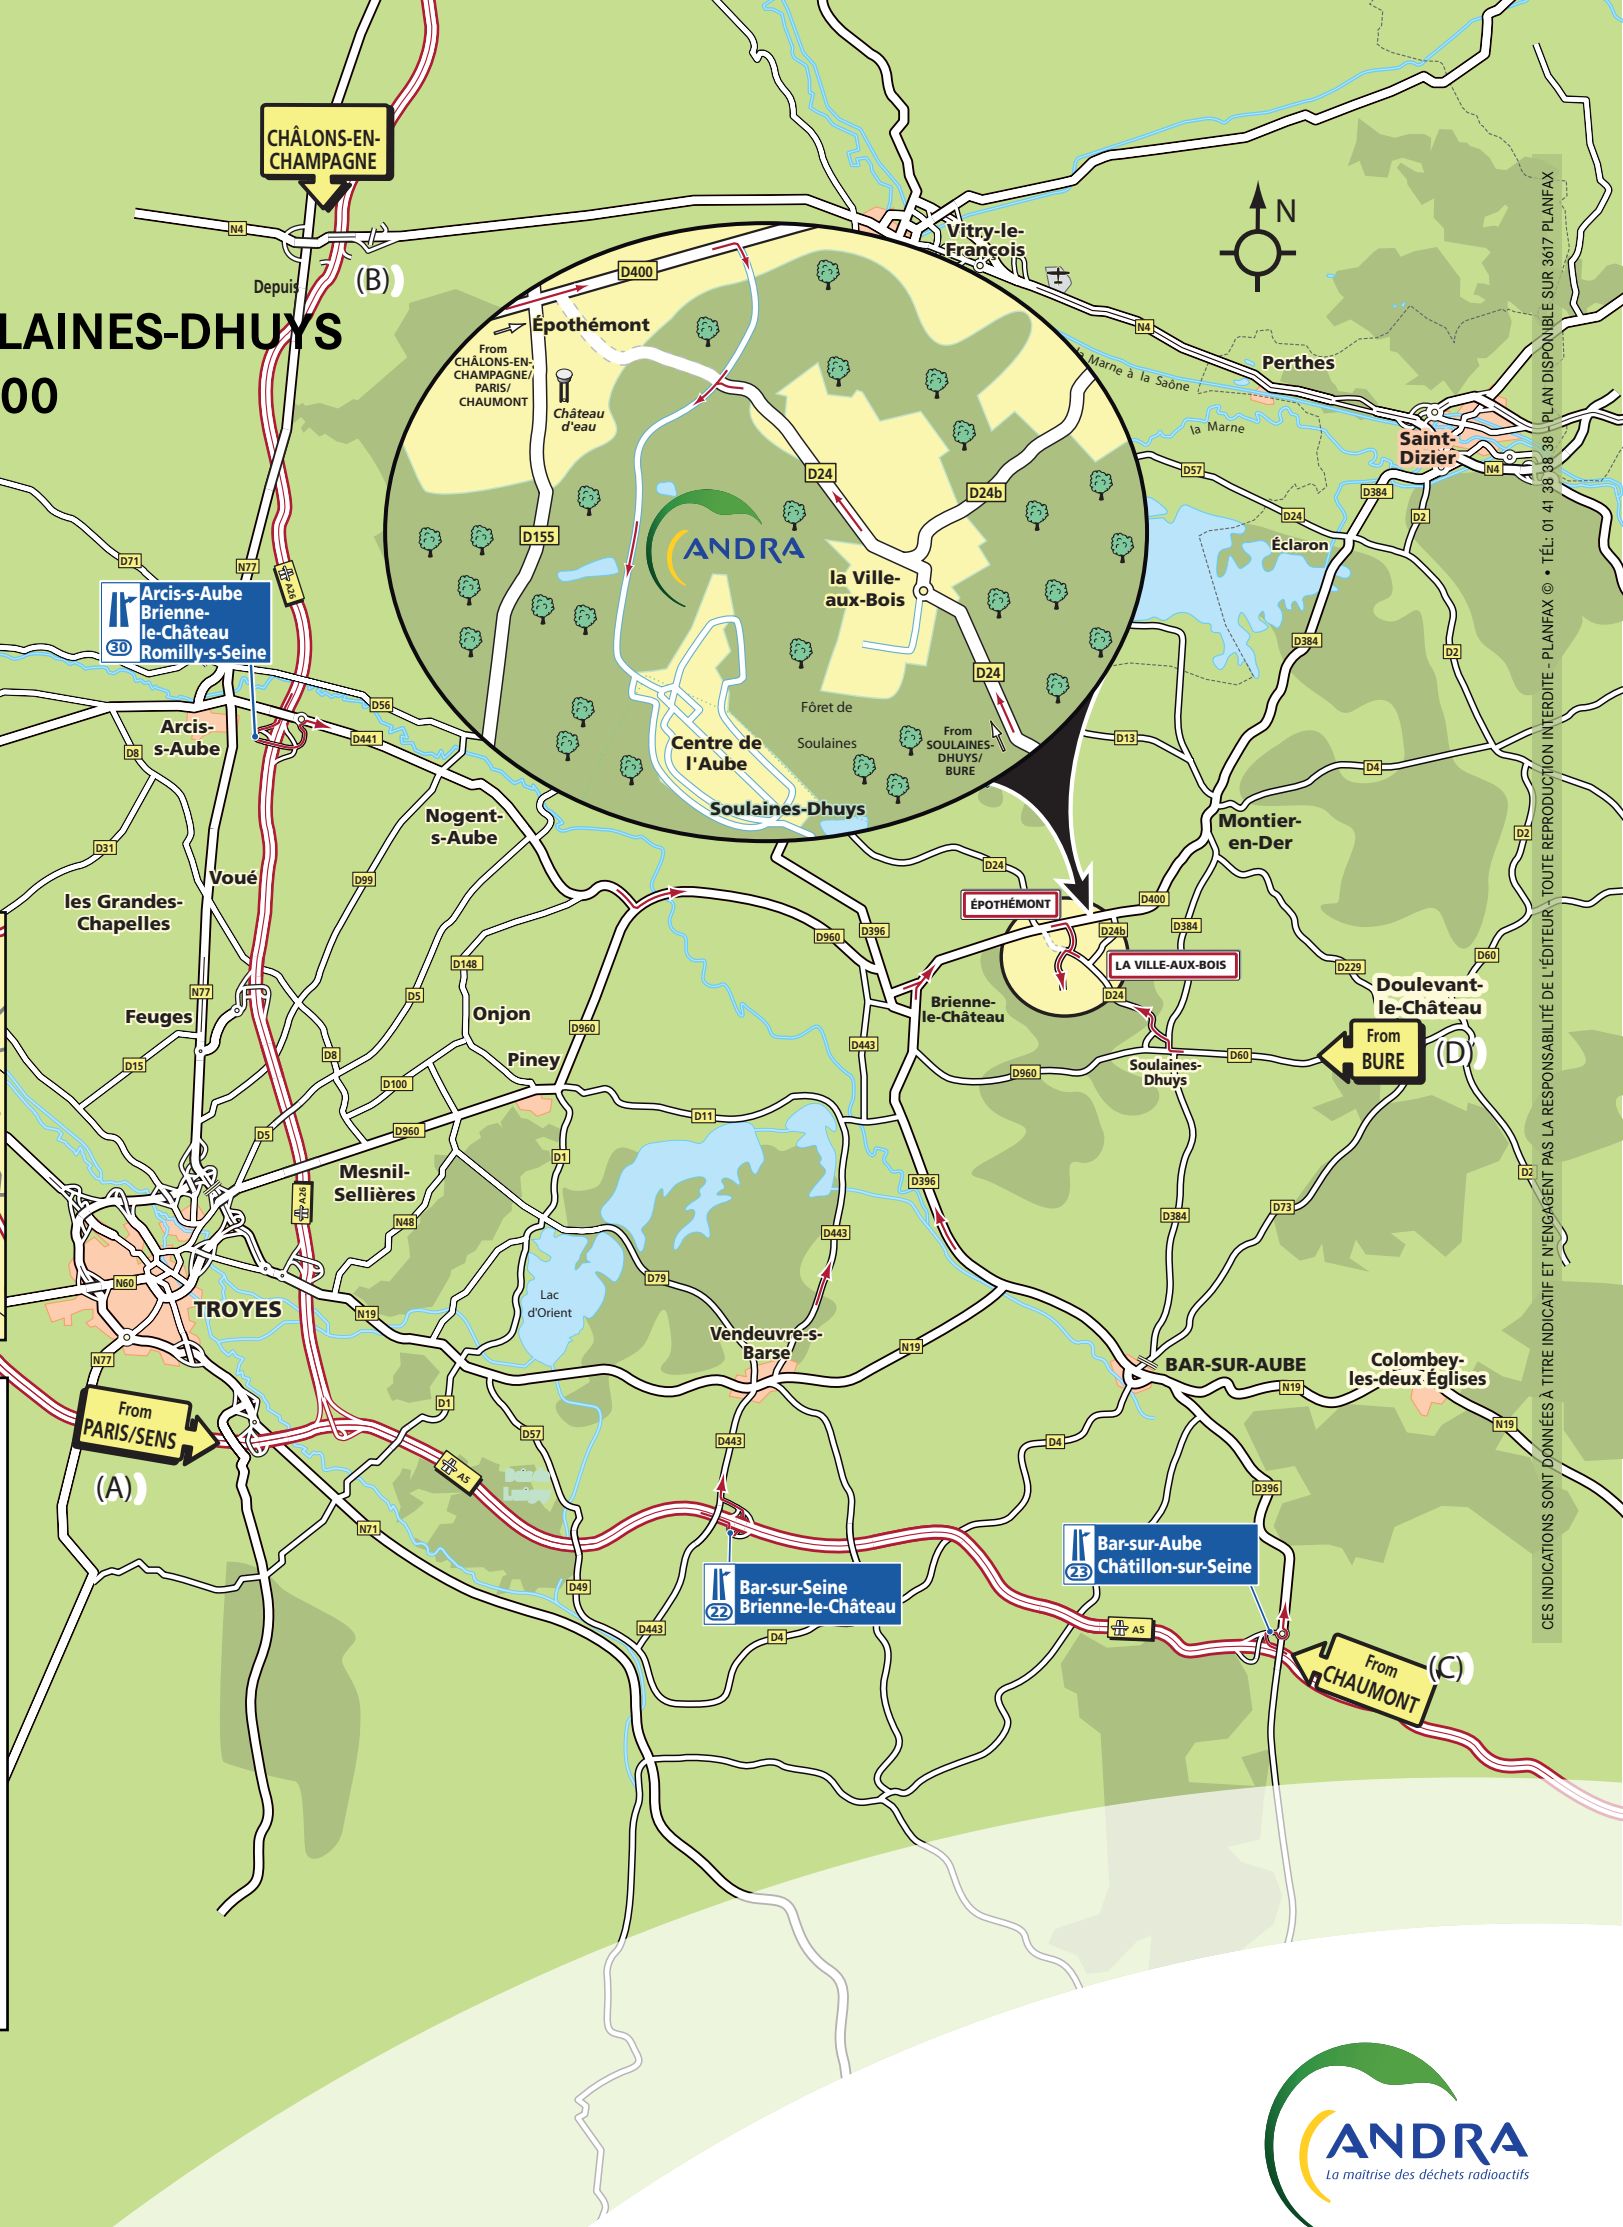 CHÂLONS-EN-
CHAMPAGNE
N4
Depuis
(B)
LAINES-DHUYS
00
Vitry-le-
François
N
N4
Perthes
la Marne à la Saône
la Marne
Saint-
Dizier
N4
D384
D2
D57
D24
Éclaron
D384
D2
D400
Épothémont
From
CHÂLONS-EN-
CHAMPAGNE/
PARIS/
CHAUMONT
Château
d'eau
D24
D24b
D155
ANDRA
la Ville-
aux-Bois
D24
Fôret de
Soulaines
From
SOULAINES-
DHUYS/
BURE
Centre de
l'Aube
Soulaines-Dhuys
D71
N77
A26
Arcis-s-Aube
Brienne-
le-Château
Romilly-s-Seine
30
D56
D441
Arcis-
s-Aube
D8
D13
D4
D2
Nogent-
s-Aube
Montier-
en-Der
D31
Voué
D99
les Grandes-
Chapelles
D24
ÉPOTHÉMONT
D400
D24b
D384
LA VILLE-AUX-BOIS
D24
D960
D396
D148
D5
N77
Feuges
Onjon
Piney
D960
D8
D15
D100
Brienne-
le-Château
D443
D960
Soulaines-
Dhuys
D60
D229
D60
Doulevant-
le-Château
From
BURE
(D)
D5
D960
D11
D1
Mesnil-
Sellières
A26
N48
D396
D384
D73
D2
D443
D79
Lac
d'Orient
N60
TROYES
N19
Vendeuvre-s-
Barse
N19
BAR-SUR-AUBE
Colombey-
les-deux Églises
N19
N19
N77
From
PARIS/SENS
(A)
D1
D57
D443
D4
D396
A5
N71
Bar-sur-Seine
Brienne-le-Château
22
Bar-sur-Aube
Châtillon-sur-Seine
23
D49
D443
D4
A5
From
CHAUMONT
(C)
CES INDICATIONS SONT DONNÉES À TITRE INDICATIF ET N'ENGAGENT PAS LA RESPONSABILITÉ DE L'ÉDITEUR - TOUTE REPRODUCTION INTERDITE - PLANFAX © • TÉL: 01 41 38 38 38 - PLAN DISPONIBLE SUR 3617 PLANFAX
ANDRA
La maîtrise des déchets radioactifs